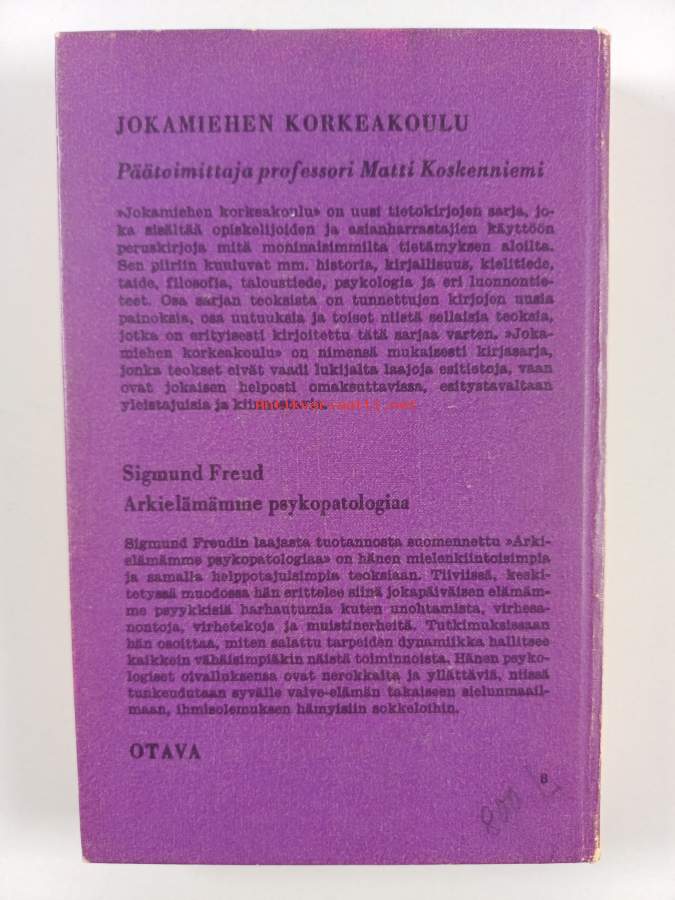 JOKAMIEHEN KORKEAKOULU
Päätoimittaja professori Matti Koskenniemi
»Jokamiehen korkeakoulu» on uusi tietokirjojen sarja, jo-
ka sisältää opiskelijoiden ja asianharrastajien käyttöön
peruskirjoja mitä moninaisimmilta tietämyksen aloilta.
Sen piiriin kuuluvat mm. historia, kirjallisuus, kielitiede,
taide, filosofia, taloustiede, psykologia ja eri luonnontie-
teet. Osa sarjan teoksista on tunnettujen kirjojen uusia
painoksia, osa uutuuksia ja toiset niistä sellaisia teoksia,
jotka on erityisesti kirjoitettu tätä sarjaa varten. »Joka-
miehen korkeakoulu» on nimensä mukaisesti kirjasarja,
jonka teokset eivät vaadi lukijalta laajoja esitietoja, vaan
ovat jokaisen helposti omaksuttavissa, esitystavaltaan
yleistajuisia ja
Sigmund Freud
Arkielämämme psykopatologiaa
Sigmund Freudin laajasta tuotannosta suomennettu »Arki-
elämämme psykopatologiaa» on hänen mielenkiintoisimpia
ja samalla helppotajuisimpia teoksiaan. Tiiviissä, keski-
tetyssä muodossa hän erittelee siinä jokapäiväisen elämäm-
me psyykkisiä harhautumia kuten unohtamista, virhesa-
nontoja, virhetekoja ja muistinerheitä. Tutkimuksissaan
hän osoittaa, miten salattu tarpeiden dynamiikka hallitsee
kaikkein vähäisimpiäkin näistä toiminnoista. Hänen psyko-
logiset oivalluksensa ovat nerokkaita ja yllättäviä, niissä
tunkeudutaan syvälle valve-elämän takaiseen sielunmaail-
maan, ihmisolemuksen hämyisiin sokkeloihin.
OTAVA
8